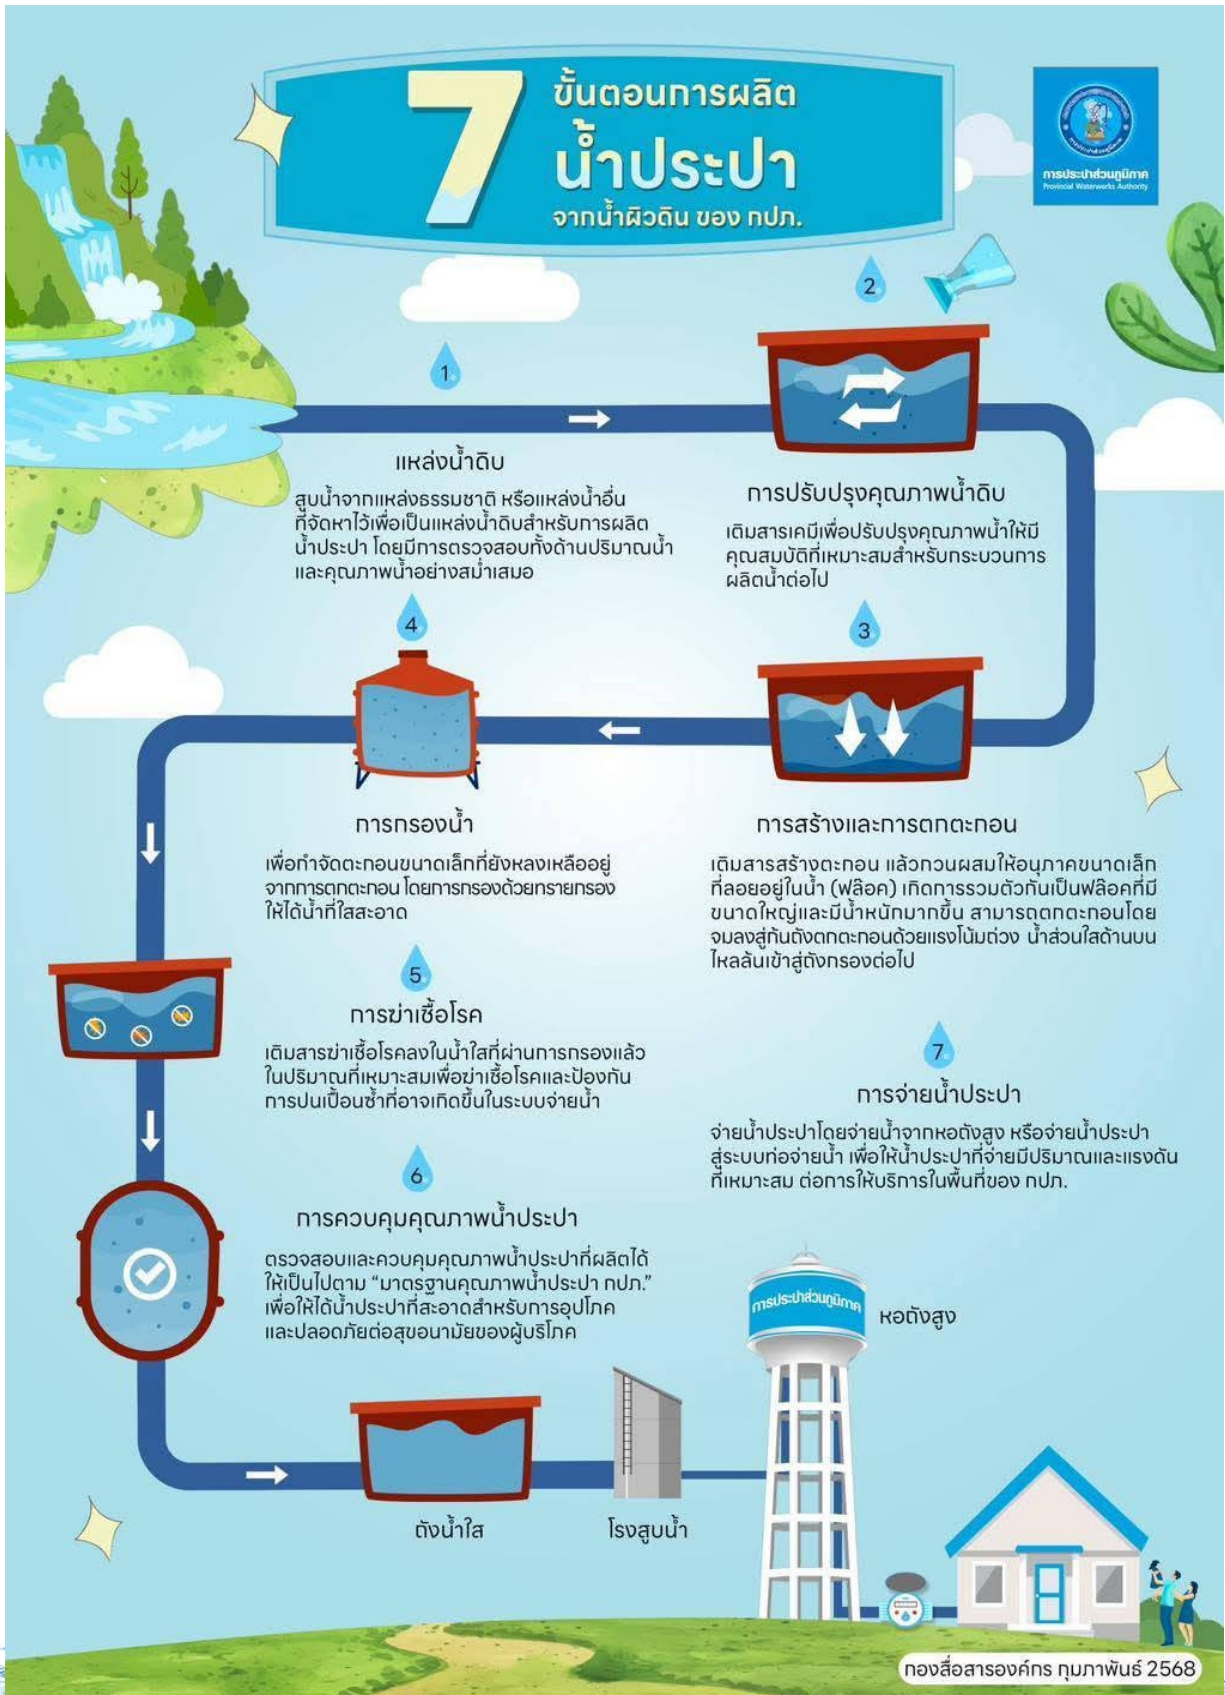 7
ขั้นตอนการผลิต
น้ำประปา
จากน้ำผิวดิน ของ กปภ.
การประปาส่วนภูมิภาค
Provincial Waterworks Authority
1.
แหล่งน้ำดิบ
สูบน้ำจากแหล่งธรรมชาติ หรือแหล่งน้ำอื่น
ที่จัดหาไว้เพื่อเป็นแหล่งน้ำดิบสำหรับการผลิต
น้ำประปา โดยมีการตรวจสอบทั้งด้านปริมาณน้ำ
และคุณภาพน้ำอย่างสม่ำเสมอ
2.
การปรับปรุงคุณภาพน้ำดิบ
เติมสารเคมีเพื่อปรับปรุงคุณภาพน้ำให้มี
คุณสมบัติที่เหมาะสมสำหรับกระบวนการ
ผลิตน้ำต่อไป
3.
การสร้างและการตกตะกอน
เติมสารสร้างตะกอน แล้วกวนผสมให้อนุภาคขนาดเล็ก
ที่ลอยอยู่ในน้ำ (ฟล๊อค) เกิดการรวมตัวกันเป็นฟล๊อคที่มี
ขนาดใหญ่และมีน้ำหนักมากขึ้น สามารถตกตะกอนโดย
จมลงสู่ก้นถังตกตะกอนด้วยแรงโน้มถ่วง น้ำส่วนใสด้านบน
ไหลล้นเข้าสู่ถังกรองต่อไป
4.
การกรองน้ำ
เพื่อกำจัดตะกอนขนาดเล็กที่ยังหลงเหลืออยู่
จากการตกตะกอน โดยการกรองด้วยทรายกรอง
ให้ได้น้ำที่ใสสะอาด
5.
การฆ่าเชื้อโรค
เติมสารฆ่าเชื้อโรคลงในน้ำใสที่ผ่านการกรองแล้ว
ในปริมาณที่เหมาะสมเพื่อฆ่าเชื้อโรคและป้องกัน
การปนเปื้อนซ้ำที่อาจเกิดขึ้นในระบบจ่ายน้ำ
6.
การควบคุมคุณภาพน้ำประปา
ตรวจสอบและควบคุมคุณภาพน้ำประปาที่ผลิตได้
ให้เป็นไปตาม “มาตรฐานคุณภาพน้ำประปา กปภ.”
เพื่อให้ได้น้ำประปาที่สะอาดสำหรับการอุปโภค
และปลอดภัยต่อสุขอนามัยของผู้บริโภค
7.
การจ่ายน้ำประปา
จ่ายน้ำประปาโดยจ่ายน้ำจากหอถังสูง หรือจ่ายน้ำประปา
สู่ระบบท่อจ่ายน้ำ เพื่อให้น้ำประปาที่จ่ายมีปริมาณและแรงดัน
ที่เหมาะสม ต่อการให้บริการในพื้นที่ของ กปภ.
การประปาส่วนภูมิภาค
หอถังสูง
ถังน้ำใส
โรงสูบน้ำ
กองสื่อสารองค์กร กุมภาพันธ์ 2568